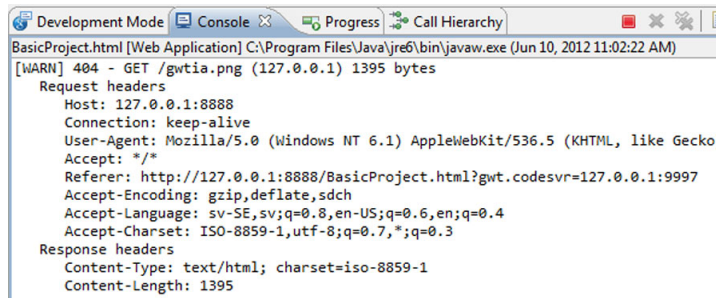 Development Mode Console Progress Call Hierarchy
BasicProject.html [Web Application] C:\Program Files\Java\jre6\bin\javaw.exe (Jun 10, 2012 11:02:22 AM)
[WARN] 404 - GET /gwtia.png (127.0.0.1) 1395 bytes
Request headers
Host: 127.0.0.1:8888
Connection: keep-alive
User-Agent: Mozilla/5.0 (Windows NT 6.1) AppleWebKit/536.5 (KHTML, like Gecko
Accept: */*
Referer: http://127.0.0.1:8888/BasicProject.html?gwt.codesvr=127.0.0.1:9997
Accept-Encoding: gzip,deflate,sdch
Accept-Language: sv-SE,sv;q=0.8,en-US;q=0.6,en;q=0.4
Accept-Charset: ISO-8859-1,utf-8;q=0.7,*;q=0.3
Response headers
Content-Type: text/html; charset=iso-8859-1
Content-Length: 1395